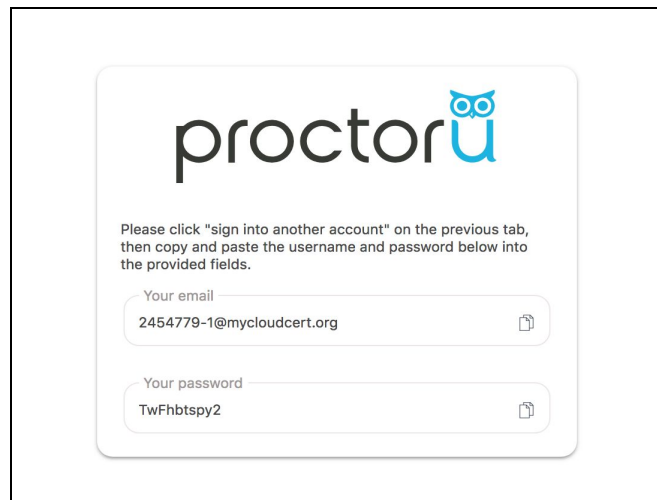 proctoru
Please click "sign into another account" on the previous tab,
then copy and paste the username and password below into
the provided fields.
Your email
2454779-1@mycloudcert.org
Your password
TwFhbtspy2